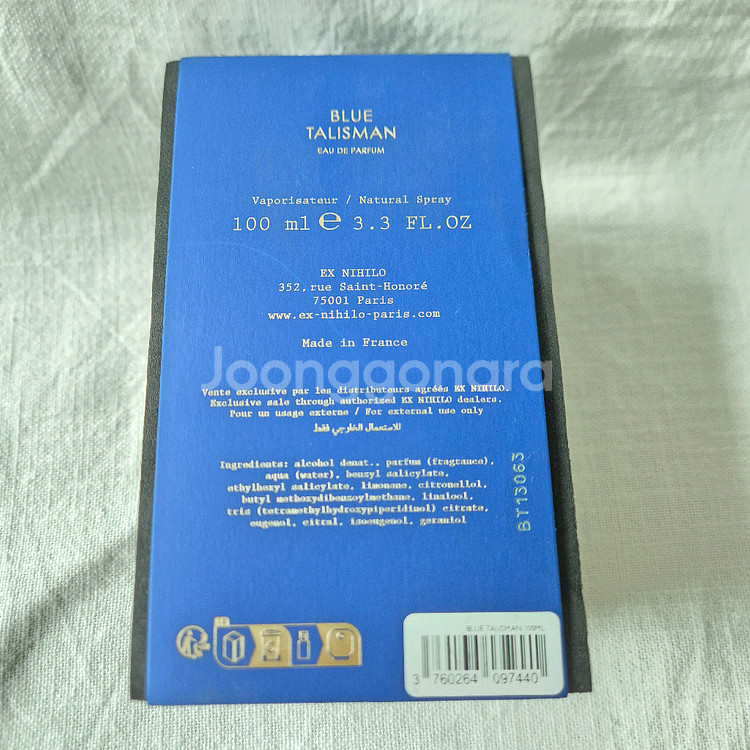 BLUE
TALISMAN
EAU DE PARFUM
Vaporisateur / Natural Spray
100 ml ℮ 3.3 FL.OZ
EX NIHILO
352, rue Saint-Honoré
75001 Paris
www.ex-nihilo-paris.com
Made in France
Joongonara
Vente exclusive par les distributeurs agréés EX NIHILO.
Exclusive sale through authorized EX NIHILO dealers.
Pour un usage externe / For external use only
للاستعمال الخارجي فقط
Ingredients: alcohol denat., parfum (fragrance),
aqua (water), benzyl salicylate,
ethylhexyl salicylate, limonene, citronellol,
butyl methoxydibenzoylmethane, linalool,
tris (tetramethylhydroxypiperidinol) citrate,
eugenol, citral, isoeugenol, geraniol
BT13063
BLUE TALISMAN 100ML
3 760264 097440